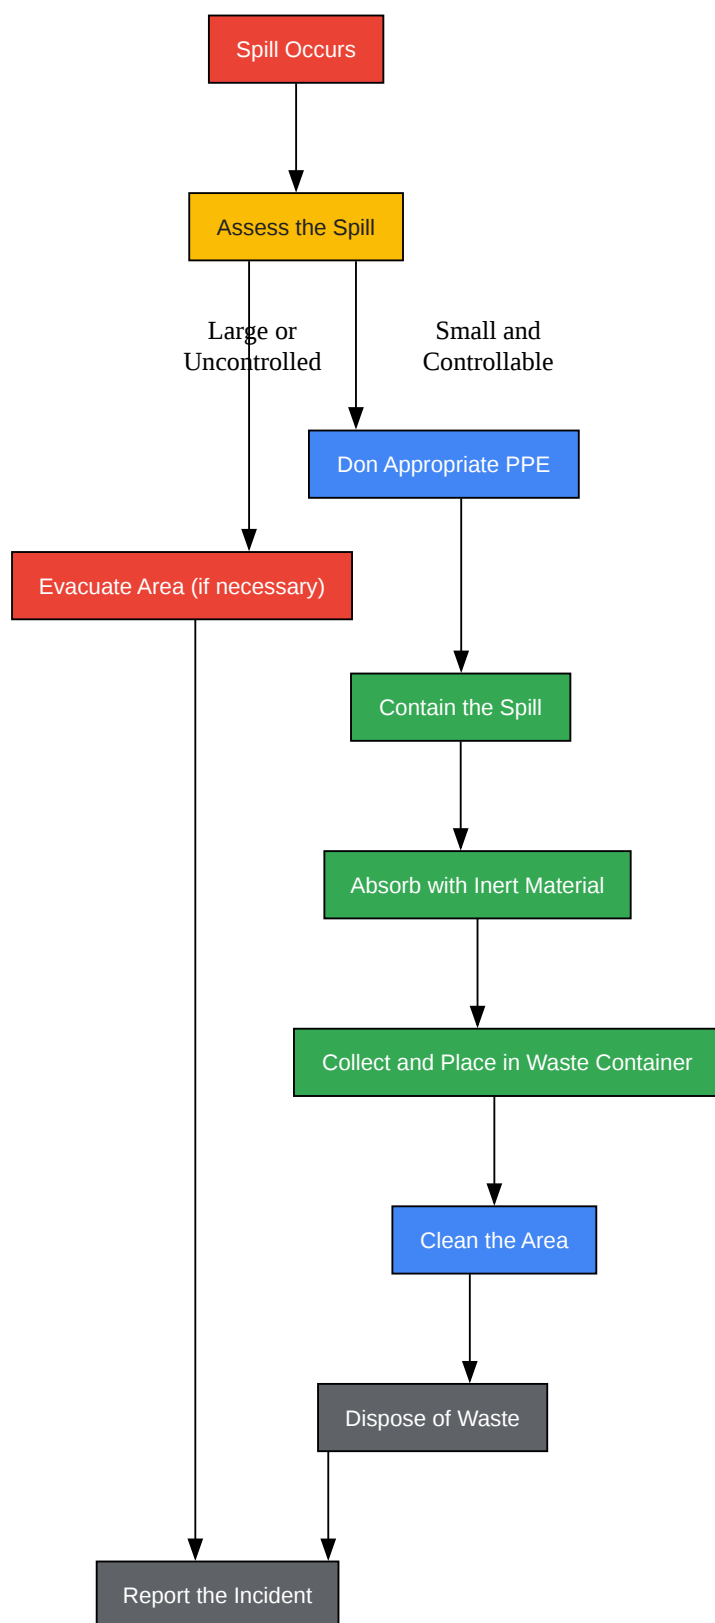 Spill Occurs
Assess the Spill
Large or
Uncontrolled
Small and
Controllable
Don Appropriate PPE
Evacuate Area (if necessary)
Contain the Spill
Absorb with Inert Material
Collect and Place in Waste Container
Clean the Area
Dispose of Waste
Report the Incident